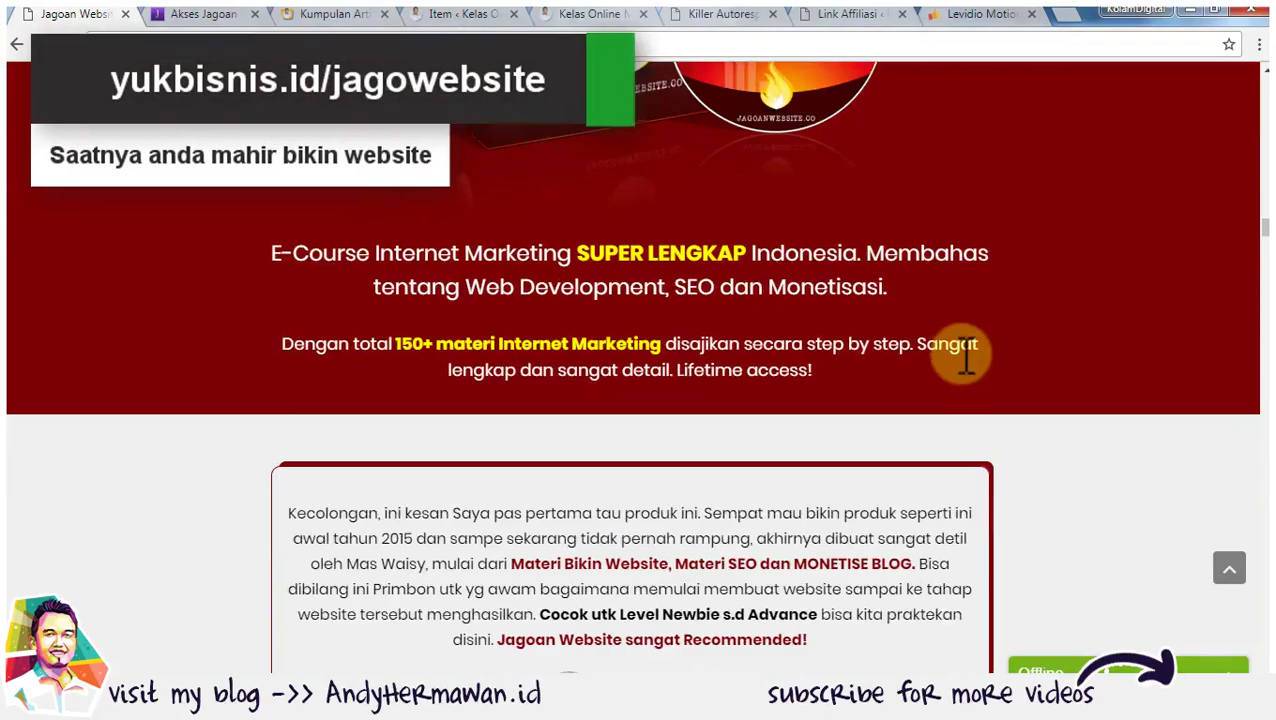 Jagoan Websi
Akses Jagoan
Kumpulan Art
Item ‹ Kelas O
Kelas Online
Killer Autoresp
Link Affiliasi ‹
Levidio Motion
KolamDigital
yukbisnis.id/jagowebsite
Saatnya anda mahir bikin website
JAGOANWEBSITE.CO
E-Course Internet Marketing SUPER LENGKAP Indonesia. Membahas
tentang Web Development, SEO dan Monetisasi.
Dengan total 150+ materi Internet Marketing disajikan secara step by step. Sangat
lengkap dan sangat detail. Lifetime access!
Kecolongan, ini kesan Saya pas pertama tau produk ini. Sempat mau bikin produk seperti ini
awal tahun 2015 dan sampe sekarang tidak pernah rampung, akhirnya dibuat sangat detil
oleh Mas Waisy, mulai dari Materi Bikin Website, Materi SEO dan MONETISE BLOG. Bisa
dibilang ini Primbon utk yg awam bagaimana memulai membuat website sampai ke tahap
website tersebut menghasilkan. Cocok utk Level Newbie s.d Advance bisa kita praktekan
disini. Jagoan Website sangat Recommended!
Offline
visit my blog ->> AndyHermawan.id
subscribe for more videos